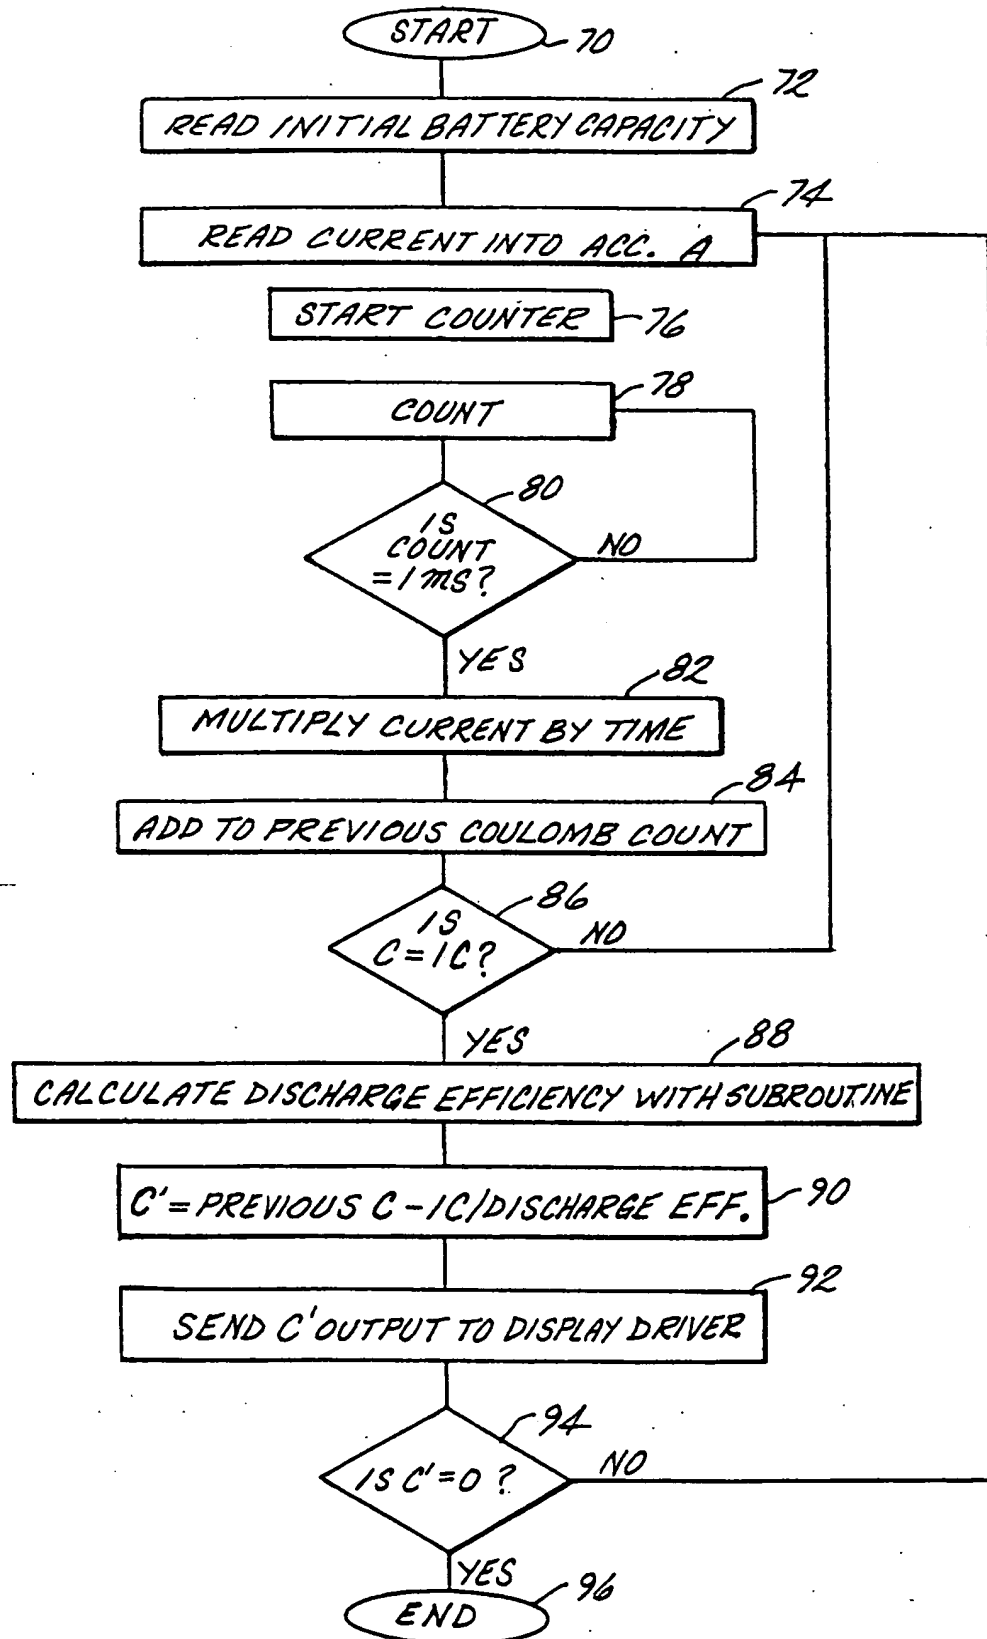 START
70
72
READ INITIAL BATTERY CAPACITY
74
READ CURRENT INTO ACC. A
START COUNTER
76
78
COUNT
80
IS
COUNT
= 1 MS?
NO
YES
82
MULTIPLY CURRENT BY TIME
84
ADD TO PREVIOUS COULOMB COUNT
86
IS
C = 1C?
NO
YES
88
CALCULATE DISCHARGE EFFICIENCY WITH SUBROUTINE
C' = PREVIOUS C - 1C/DISCHARGE EFF.
90
92
SEND C' OUTPUT TO DISPLAY DRIVER
94
IS C' = 0 ?
NO
YES
96
END